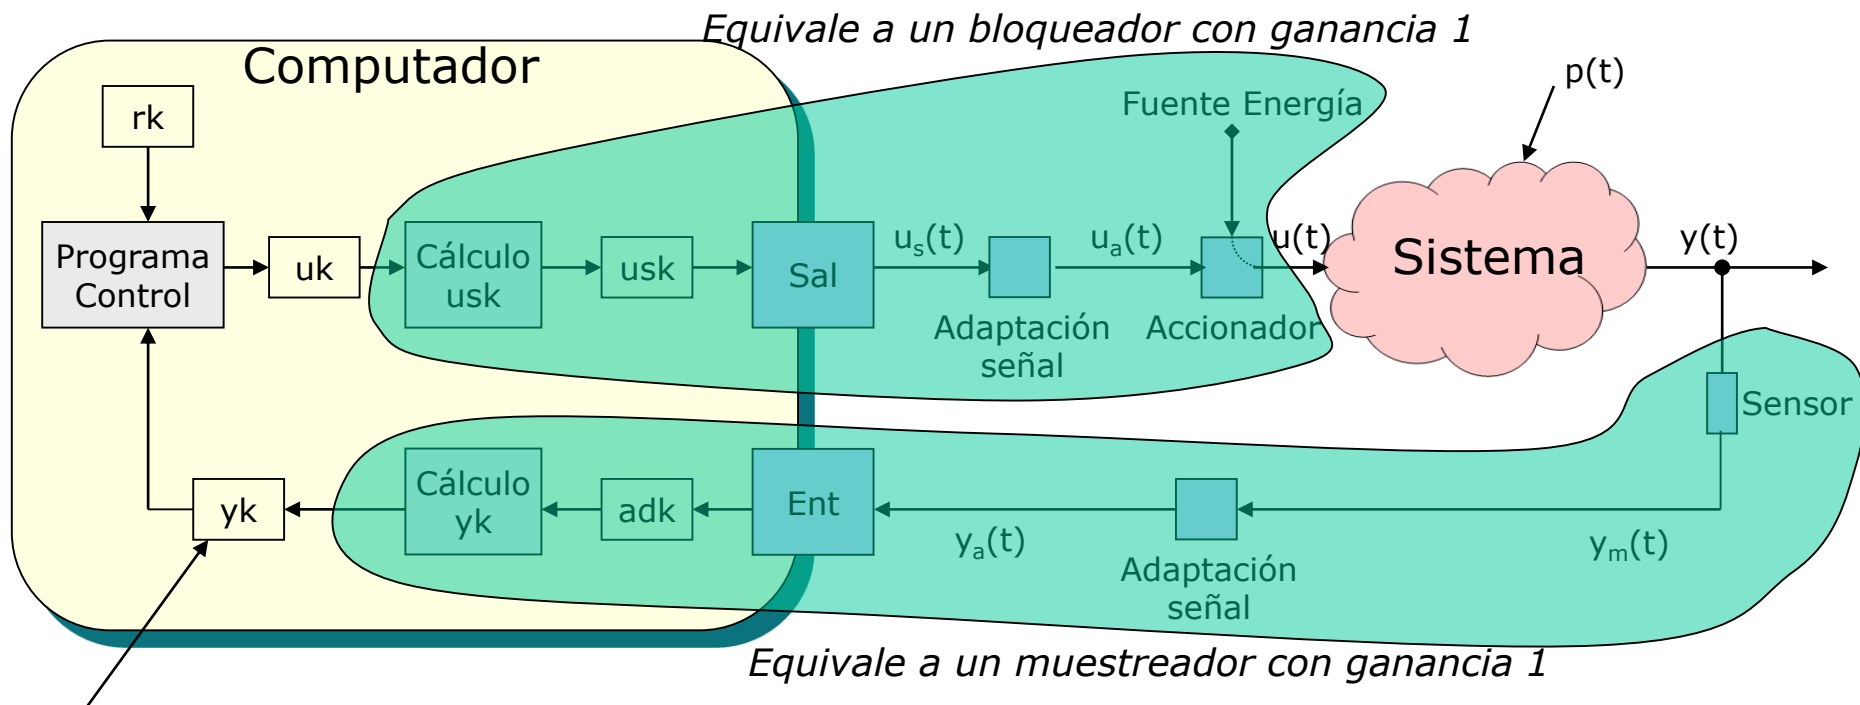 Equivale a un bloqueador con ganancia 1
Computador
p(t)
Fuente Energía
rk
Programa
Control
uk
Cálculo
usk
usk
Sal
us(t)
Adaptación
señal
ua(t)
Accionador
u(t)
Sistema
y(t)
Sensor
yk
Cálculo
yk
adk
Ent
ya(t)
Adaptación
señal
ym(t)
Equivale a un muestreador con ganancia 1